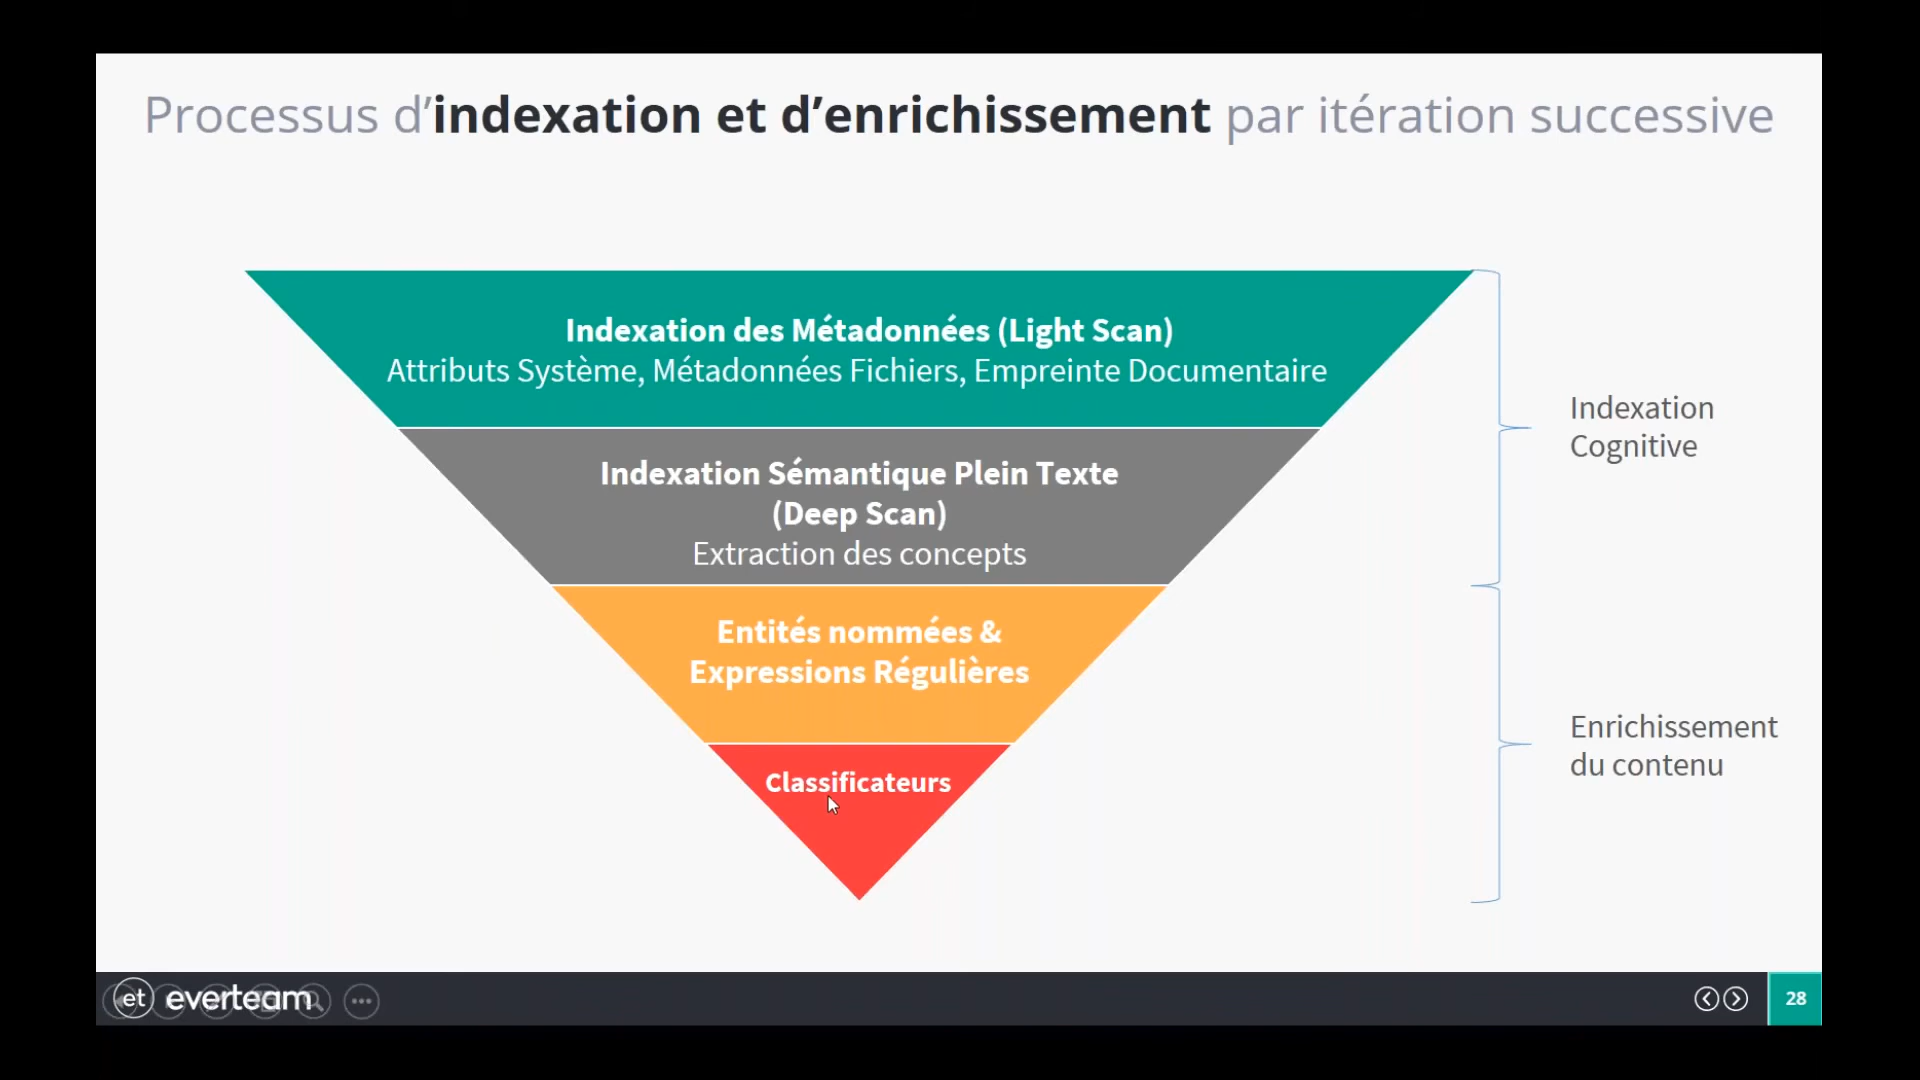 Processus d’indexation et d’enrichissement par itération successive
Indexation des Métadonnées (Light Scan)
Attributs Système, Métadonnées Fichiers, Empreinte Documentaire
Indexation Sémantique Plein Texte
(Deep Scan)
Extraction des concepts
Entités nommées &
Expressions Régulières
Classificateurs
Indexation
Cognitive
Enrichissement
du contenu
et everteam
28